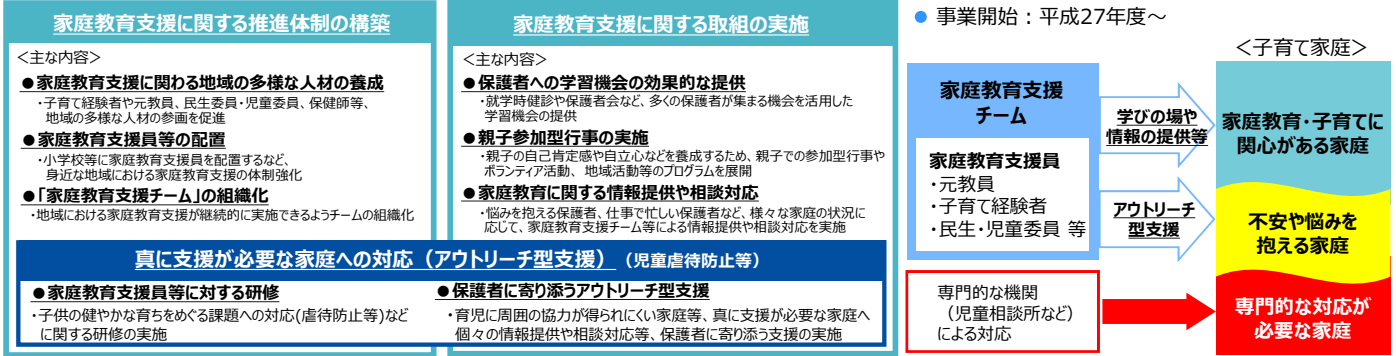 家庭教育支援に関する推進体制の構築
＜主な内容＞
●家庭教育支援に関わる地域の多様な人材の養成
・子育て経験者や元教員、民生委員・児童委員、保健師等、
地域の多様な人材の参画を促進
●家庭教育支援員等の配置
・小学校等に家庭教育支援員を配置するなど、
身近な地域における家庭教育支援の体制強化
●「家庭教育支援チーム」の組織化
・地域における家庭教育支援が継続的に実施できるようチームの組織化
家庭教育支援に関する取組の実施
＜主な内容＞
●保護者への学習機会の効果的な提供
・就学時健診や保護者会など、多くの保護者が集まる機会を活用した
学習機会の提供
●親子参加型行事の実施
・親子の自己肯定感や自立心などを養成するため、親子での参加型行事や
ボランティア活動、地域活動等のプログラムを展開
●家庭教育に関する情報提供や相談対応
・悩みを抱える保護者、仕事で忙しい保護者など、様々な家庭の状況に
応じて、家庭教育支援チーム等による情報提供や相談対応を実施
真に支援が必要な家庭への対応（アウトリーチ型支援）（児童虐待防止等）
●家庭教育支援員等に対する研修
・子供の健やかな育ちをめぐる課題への対応(虐待防止等)など
に関する研修の実施
●保護者に寄り添うアウトリーチ型支援
・育児に周囲の協力が得られにくい家庭等、真に支援が必要な家庭へ
個々の情報提供や相談対応等、保護者に寄り添う支援の実施
● 事業開始：平成27年度～
＜子育て家庭＞
家庭教育支援
チーム
家庭教育支援員
・元教員
・子育て経験者
・民生・児童委員 等
学びの場や
情報の提供等
アウトリーチ
型支援
家庭教育・子育てに
関心がある家庭
不安や悩みを
抱える家庭
専門的な機関
（児童相談所など）
による対応
専門的な対応が
必要な家庭